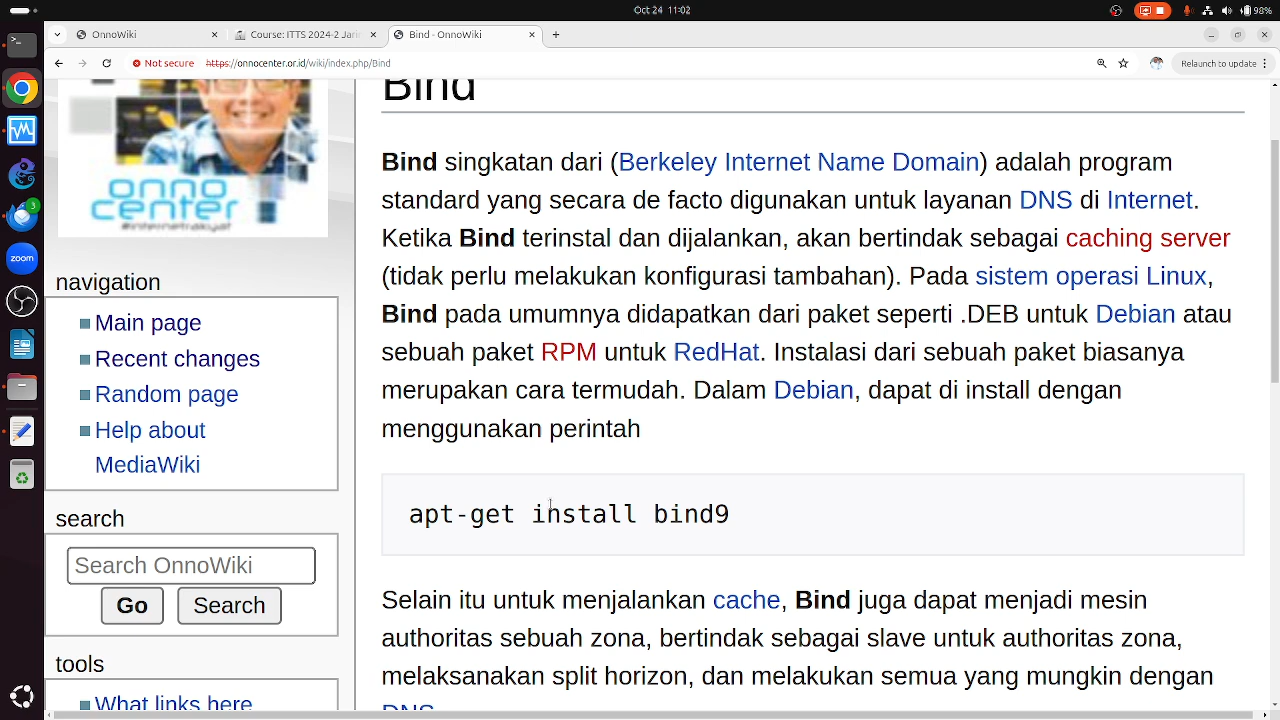 Oct 24 11:02
98%
OnnoWiki
Course: ITTS 2024-2 Jari
Bind - OnnoWiki
Not secure https://onnocenter.or.id/wiki/index.php/Bind
Relaunch to update
onno
center
#internetrakyat
navigation
Main page
Recent changes
Random page
Help about
MediaWiki
search
Search OnnoWiki
Go Search
tools
What links here
Bind
Bind singkatan dari (Berkeley Internet Name Domain) adalah program
standard yang secara de facto digunakan untuk layanan DNS di Internet.
Ketika Bind terinstal dan dijalankan, akan bertindak sebagai caching server
(tidak perlu melakukan konfigurasi tambahan). Pada sistem operasi Linux,
Bind pada umumnya didapatkan dari paket seperti .DEB untuk Debian atau
sebuah paket RPM untuk RedHat. Instalasi dari sebuah paket biasanya
merupakan cara termudah. Dalam Debian, dapat di install dengan
menggunakan perintah
apt-get install bind9
Selain itu untuk menjalankan cache, Bind juga dapat menjadi mesin
authoritas sebuah zona, bertindak sebagai slave untuk authoritas zona,
melaksanakan split horizon, dan melakukan semua yang mungkin dengan
DNS
zoom
3